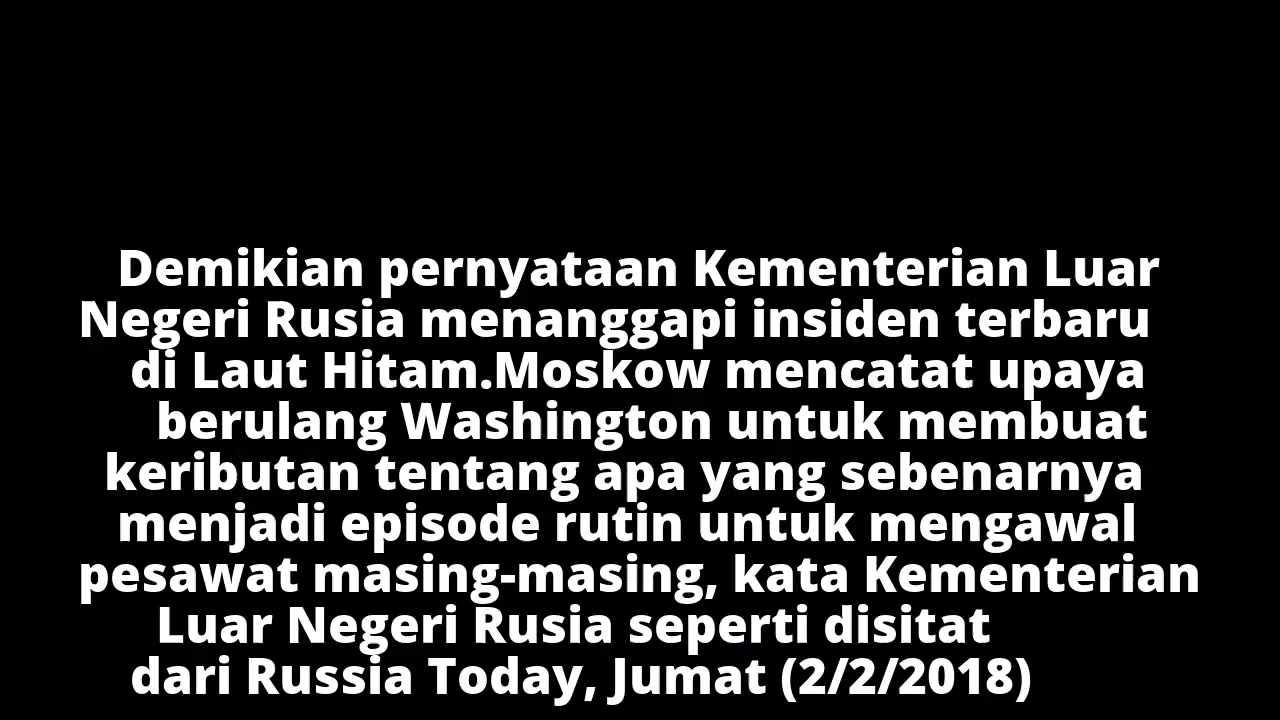 Demikian pernyataan Kementerian Luar
Negeri Rusia menanggapi insiden terbaru
di Laut Hitam.Moskow mencatat upaya
berulang Washington untuk membuat
keributan tentang apa yang sebenarnya
menjadi episode rutin untuk mengawal
pesawat masing-masing, kata Kementerian
Luar Negeri Rusia seperti disitat
dari Russia Today, Jumat (2/2/2018)